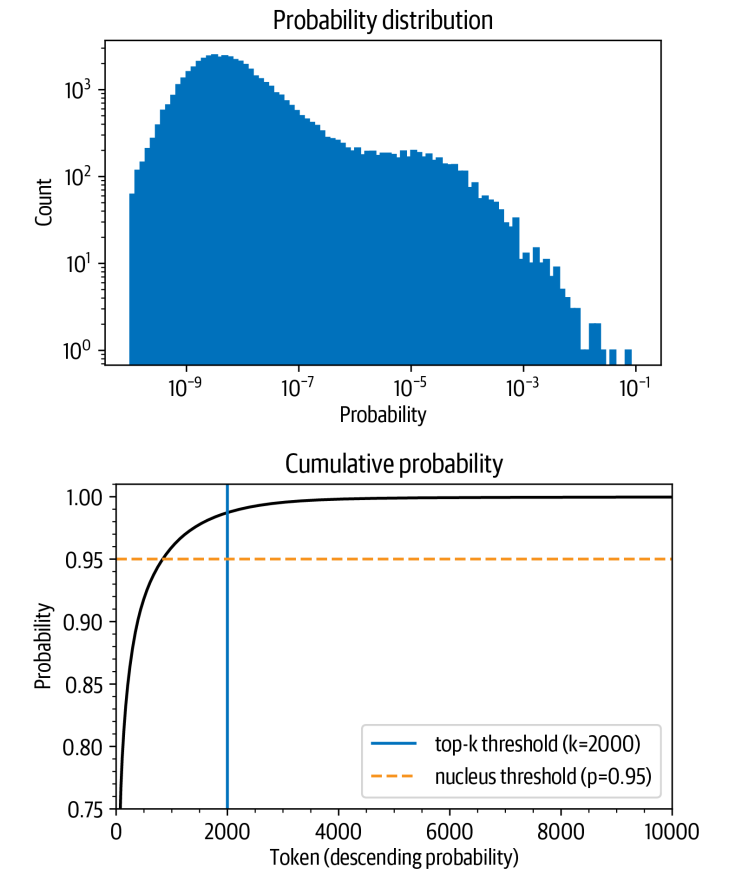 Probability distribution
10³
10²
10¹
10⁰
Count
10⁻⁹ 10⁻⁷ 10⁻⁵ 10⁻³ 10⁻¹
Probability
Cumulative probability
1.00
0.95
0.90
0.85
0.80
0.75
Probability
top-k threshold (k=2000)
nucleus threshold (p=0.95)
0 2000 4000 6000 8000 10000
Token (descending probability)